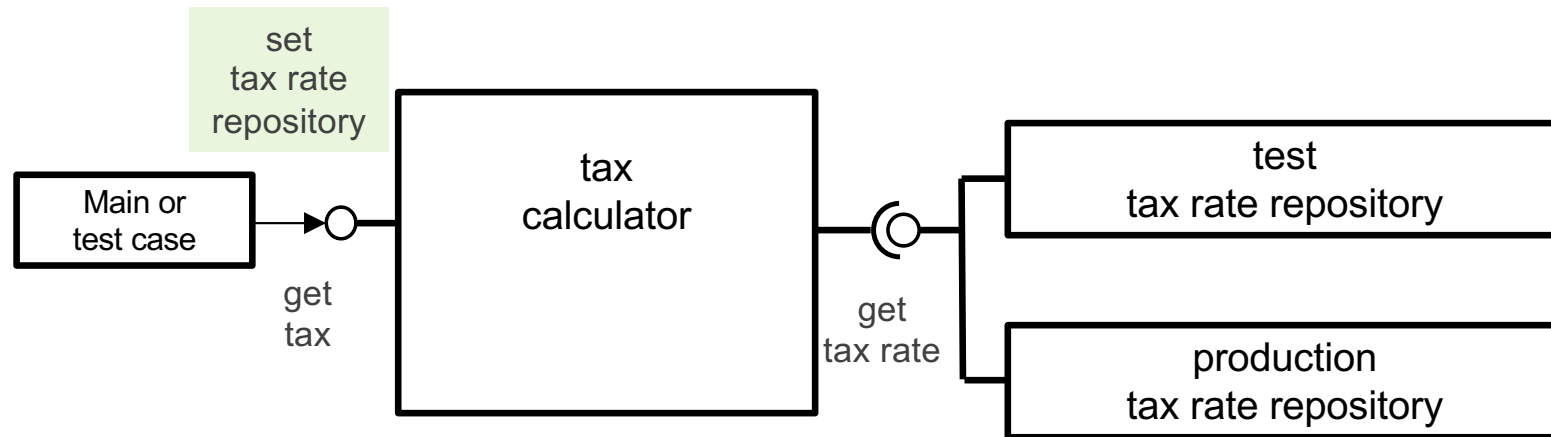 set
tax rate
repository
Main or
test case
get
tax
tax
calculator
get
tax rate
test
tax rate repository
production
tax rate repository